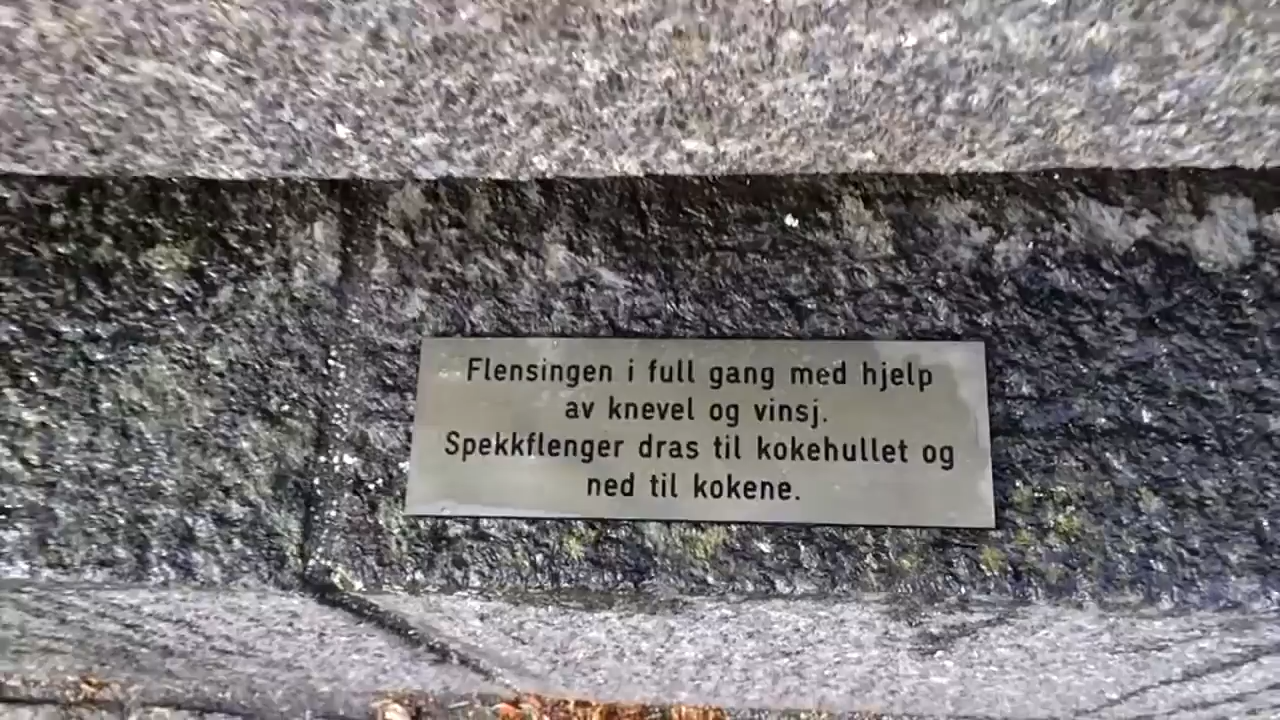 Flensingen i full gang med hjelp
av knevel og vinsj.
Spekkflenger dras til kokehullet og
ned til kokene.